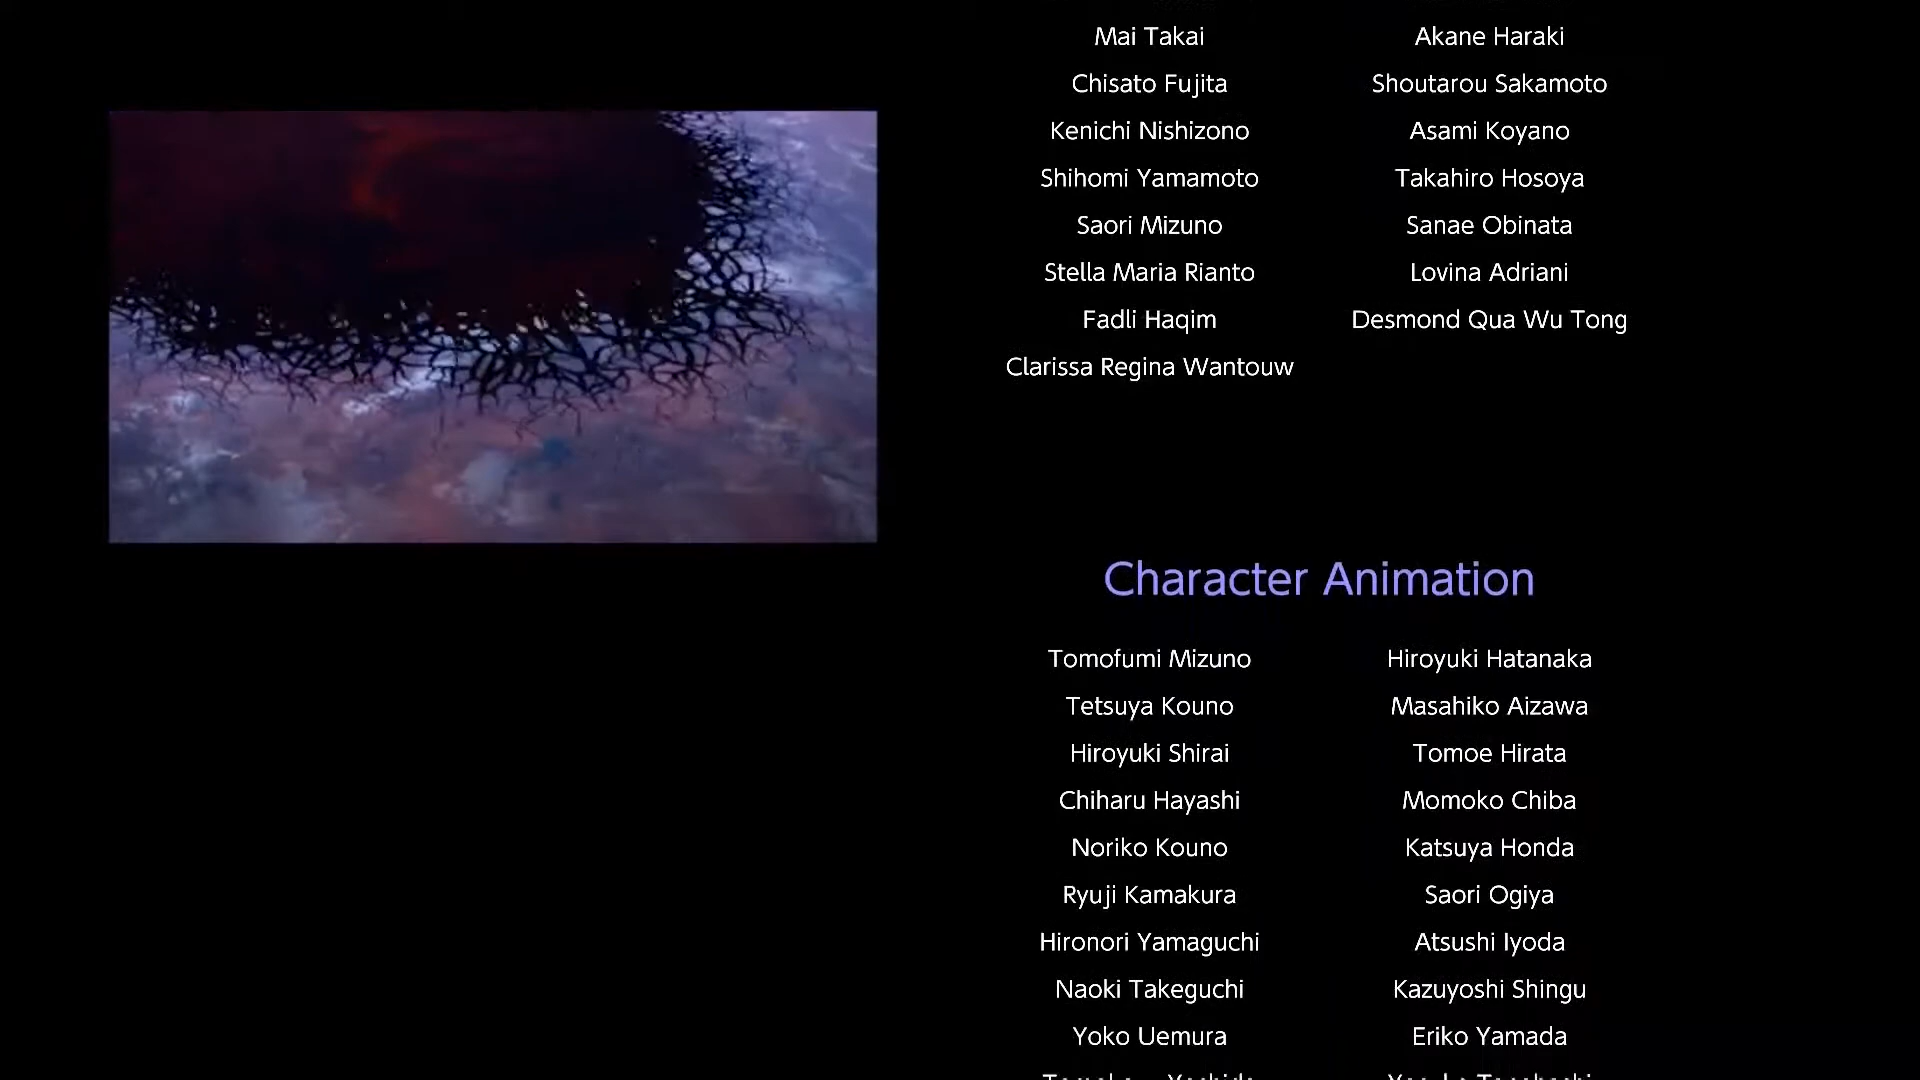 Mai Takai Akane Haraki
Chisato Fujita Shoutarou Sakamoto
Kenichi Nishizono Asami Koyano
Shihomi Yamamoto Takahiro Hosoya
Saori Mizuno Sanae Obinata
Stella Maria Rianto Lovina Adriani
Fadli Haqim Desmond Qua Wu Tong
Clarissa Regina Wantouw
Character Animation
Tomofumi Mizuno Hiroyuki Hatanaka
Tetsuya Kouno Masahiko Aizawa
Hiroyuki Shirai Tomoe Hirata
Chiharu Hayashi Momoko Chiba
Noriko Kouno Katsuya Honda
Ryuji Kamakura Saori Ogiya
Hironori Yamaguchi Atsushi Iyoda
Naoki Takeguchi Kazuyoshi Shingu
Yoko Uemura Eriko Yamada